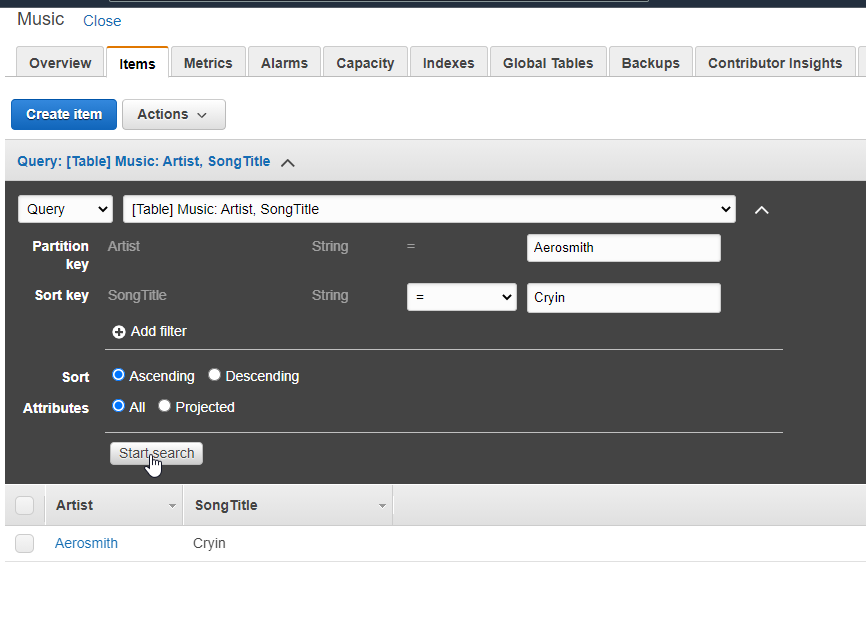 Music Close
Overview Items Metrics Alarms Capacity Indexes Global Tables Backups Contributor Insights
Create item Actions
Query: [Table] Music: Artist, SongTitle
Query [Table] Music: Artist, SongTitle
Partition key Artist String = Aerosmith
Sort key SongTitle String = Cryin
Add filter
Sort Ascending Descending
Attributes All Projected
Start search
Artist SongTitle
Aerosmith Cryin